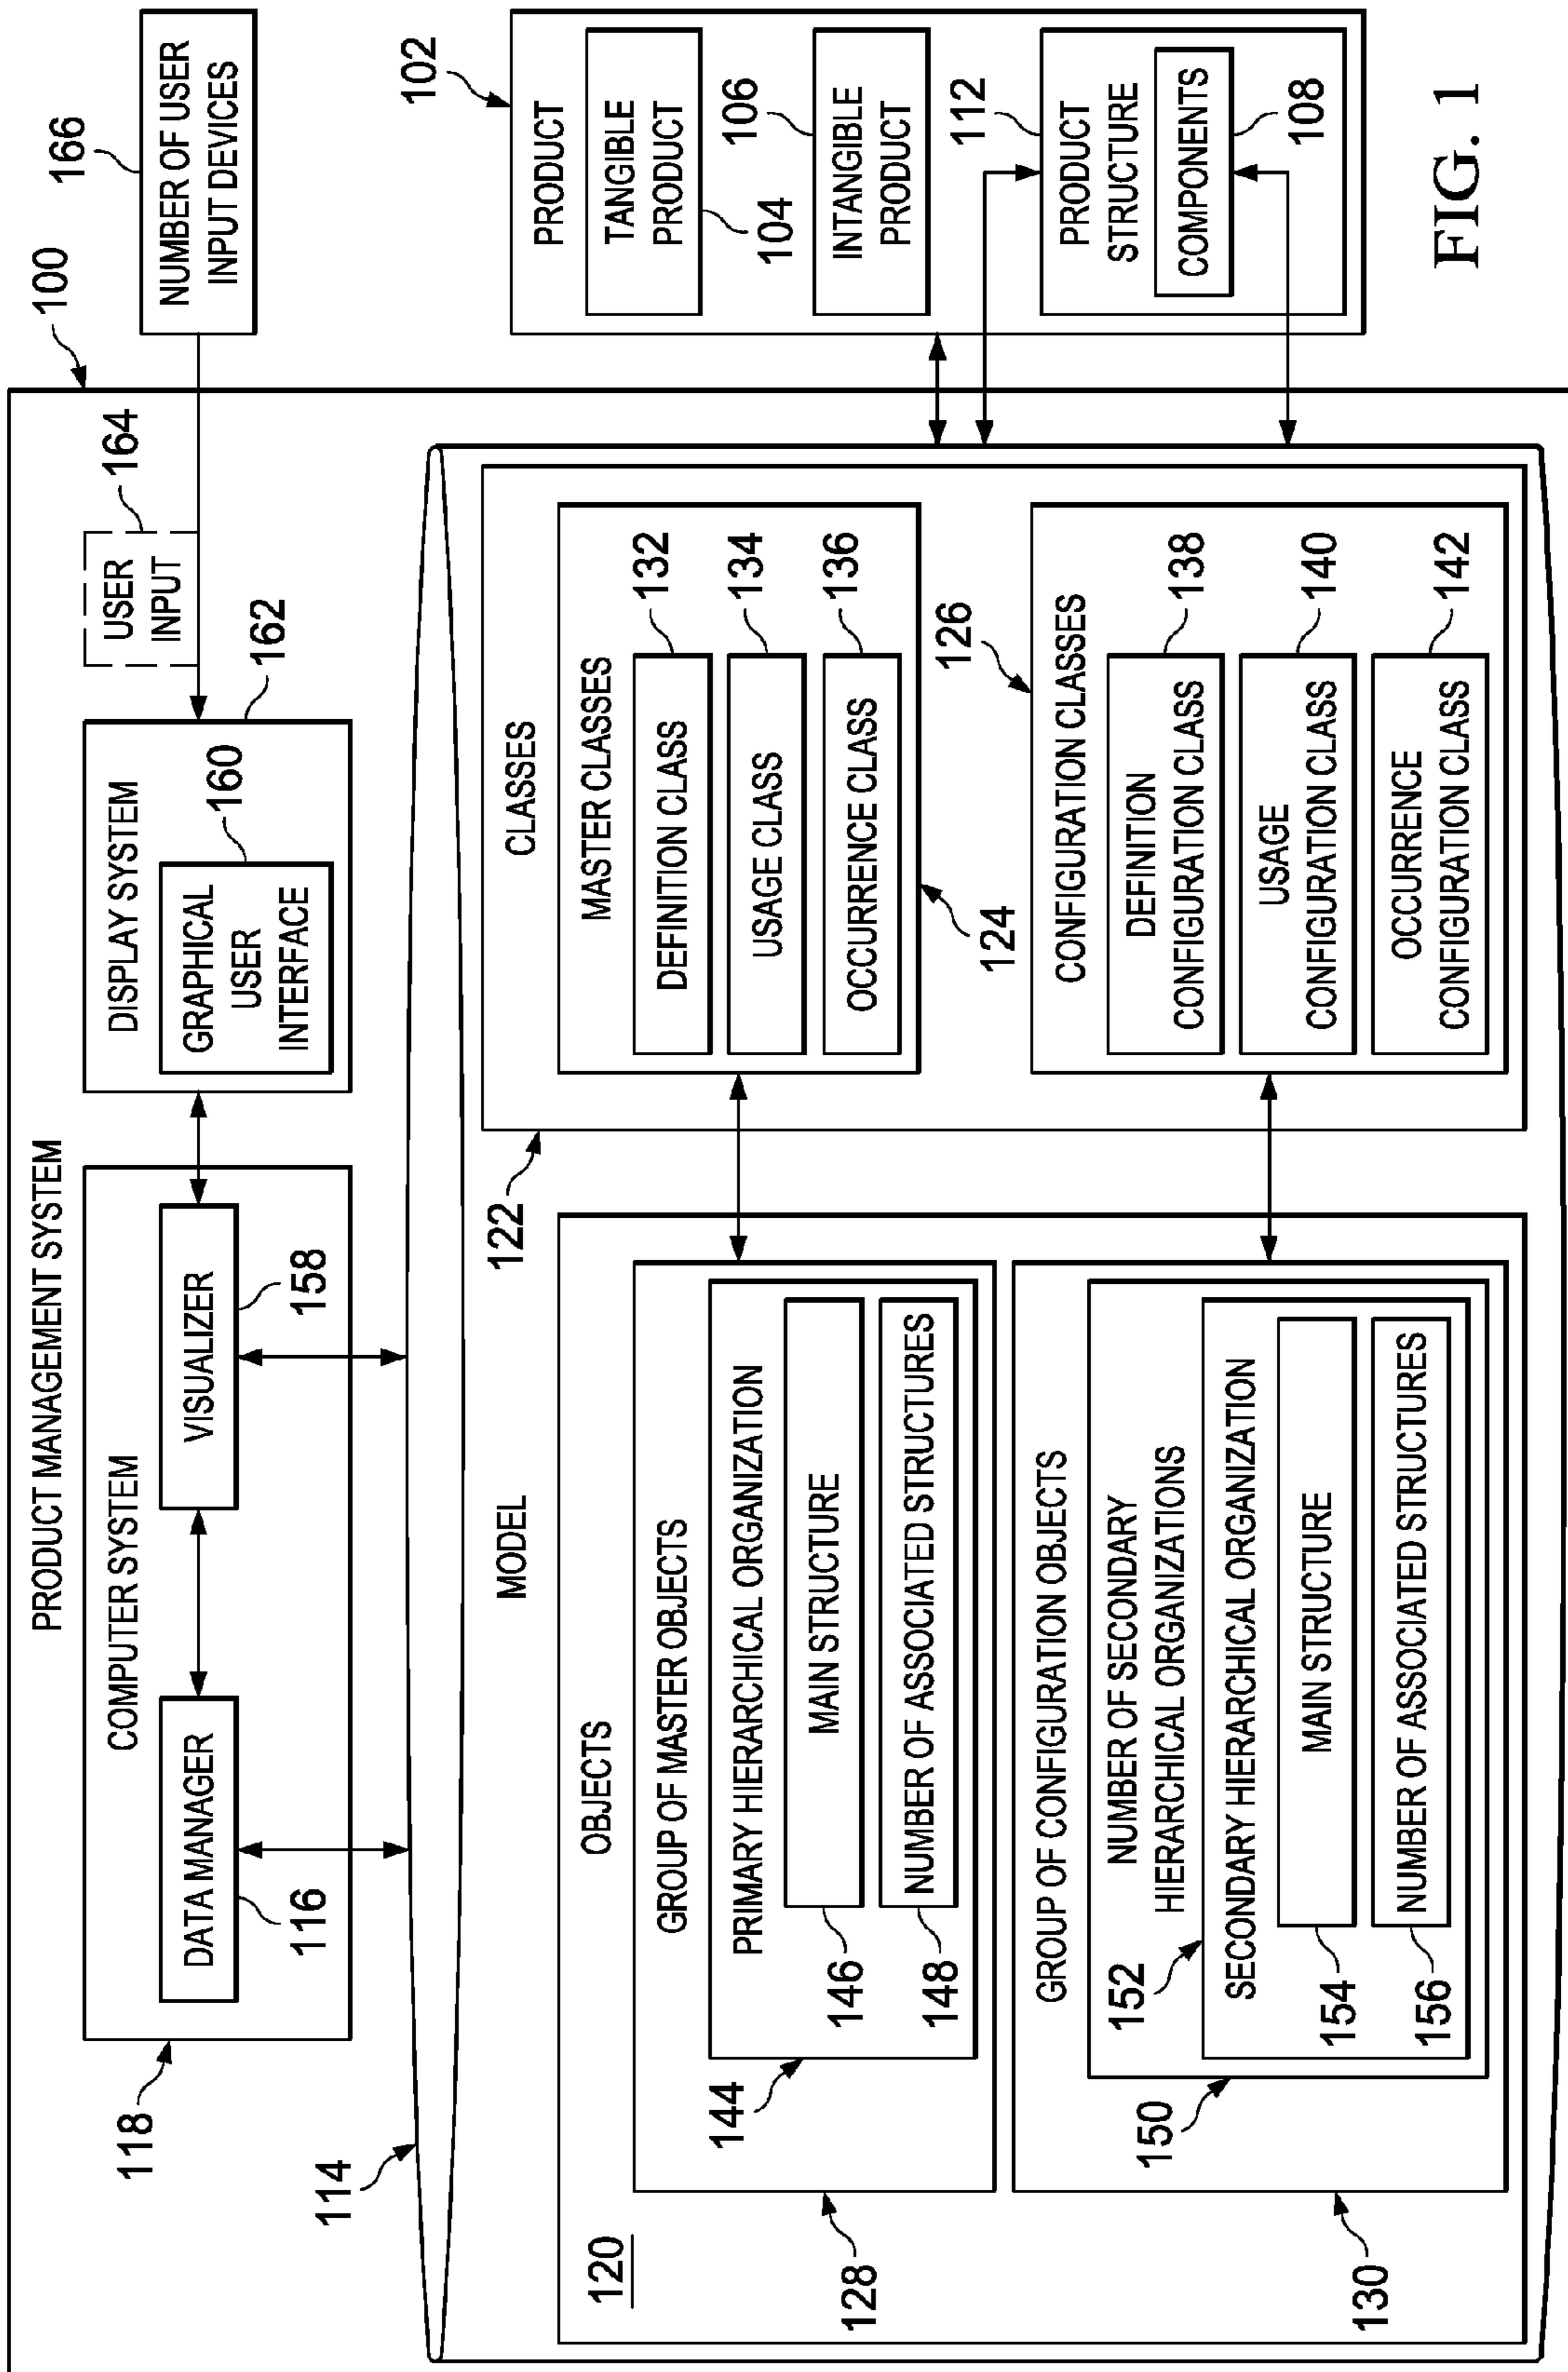 PRODUCT MANAGEMENT SYSTEM
100
118
COMPUTER SYSTEM
DATA MANAGER
116
VISUALIZER
158
DISPLAY SYSTEM
GRAPHICAL
USER
INTERFACE
160
162
USER
INPUT
164
166
NUMBER OF USER
INPUT DEVICES
114
MODEL
120
OBJECTS
GROUP OF MASTER OBJECTS
128
PRIMARY HIERARCHICAL ORGANIZATION
144
MAIN STRUCTURE
146
NUMBER OF ASSOCIATED STRUCTURES
148
GROUP OF CONFIGURATION OBJECTS
130
NUMBER OF SECONDARY
HIERARCHICAL ORGANIZATIONS
150
152
SECONDARY HIERARCHICAL ORGANIZATION
MAIN STRUCTURE
154
NUMBER OF ASSOCIATED STRUCTURES
156
122
CLASSES
MASTER CLASSES
DEFINITION CLASS
132
USAGE CLASS
134
OCCURRENCE CLASS
136
124
126
CONFIGURATION CLASSES
DEFINITION
CONFIGURATION CLASS
138
USAGE
CONFIGURATION CLASS
140
OCCURRENCE
CONFIGURATION CLASS
142
102
PRODUCT
TANGIBLE
PRODUCT
104
INTANGIBLE
PRODUCT
106
112
PRODUCT
STRUCTURE
COMPONENTS
108
FIG. 1